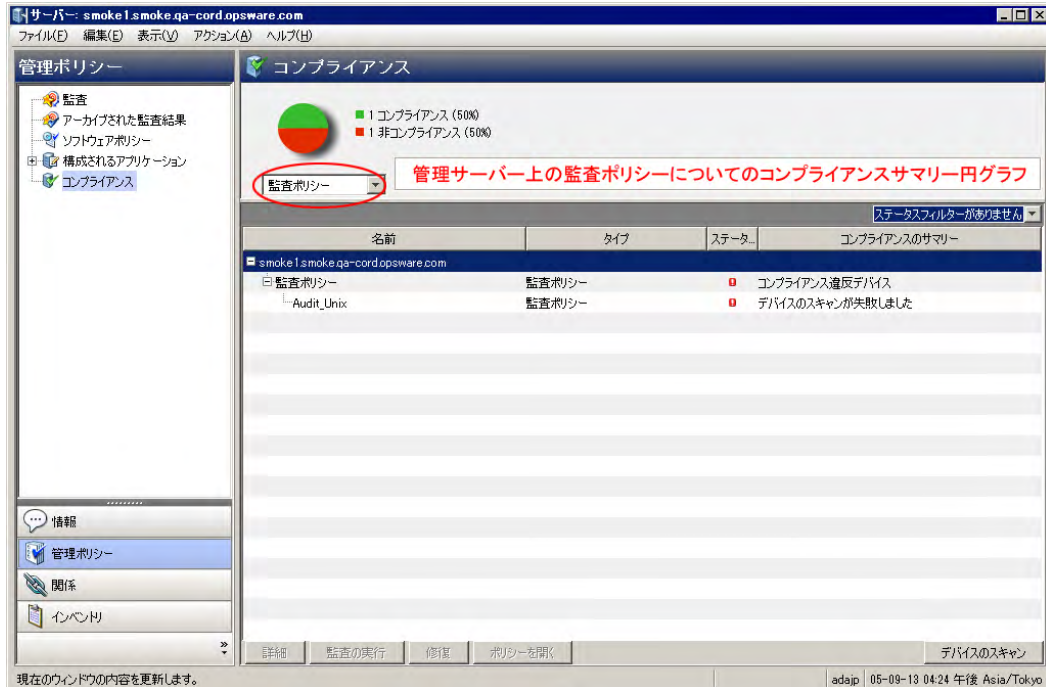 サーバー: smoke1.smoke.qa-cord.opsware.com
ファイル(F) 編集(E) 表示(V) アクション(A) ヘルプ(H)
管理ポリシー
監査
アーカイブされた監査結果
ソフトウェアポリシー
構成されるアプリケーション
コンプライアンス
情報
管理ポリシー
関係
インベントリ
コンプライアンス
1 コンプライアンス (50%)
1 非コンプライアンス (50%)
監査ポリシー
管理サーバー上の監査ポリシーについてのコンプライアンスサマリー円グラフ
ステータスフィルターがありません
名前 タイプ ステータ... コンプライアンスのサマリー
smoke1.smoke.qa-cord.opsware.com
監査ポリシー 監査ポリシー コンプライアンス違反デバイス
Audit_Unix 監査ポリシー デバイスのスキャンが失敗しました
詳細 監査の実行 修復 ポリシーを開く デバイスのスキャン
現在のウィンドウの内容を更新します。 adajp 05-09-13 04:24 午後 Asia/Tokyo